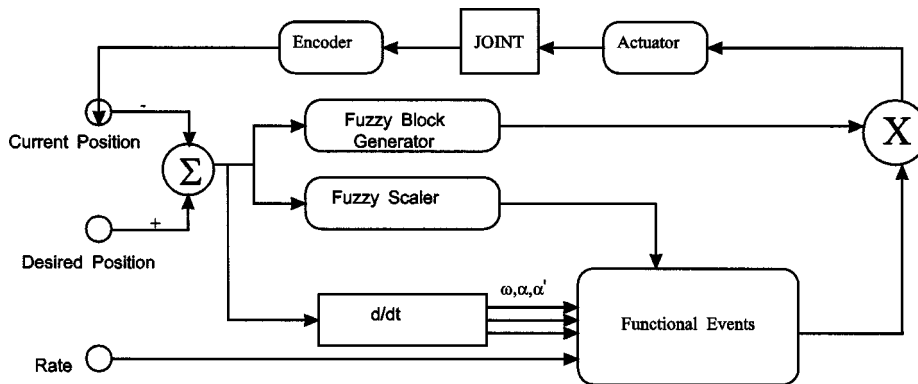 Encoder
JOINT
Actuator
-
Current Position
Fuzzy Block
Generator
X
Σ
Fuzzy Scaler
+
Desired Position
ω,α,α'
d/dt
Functional Events
Rate